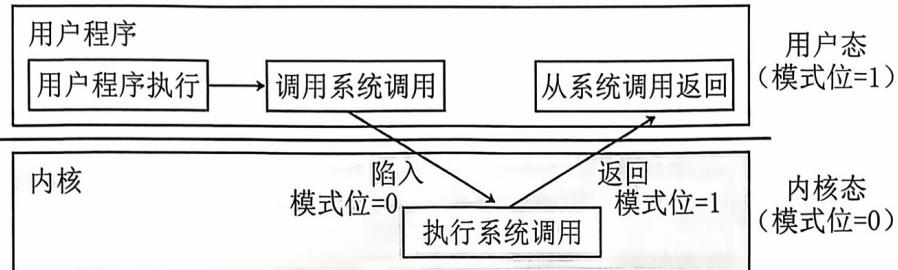 用户程序
用户程序执行
调用系统调用
从系统调用返回
用户态
(模式位=1)
内核
陷入
模式位=0
返回
模式位=1
执行系统调用
内核态
(模式位=0)